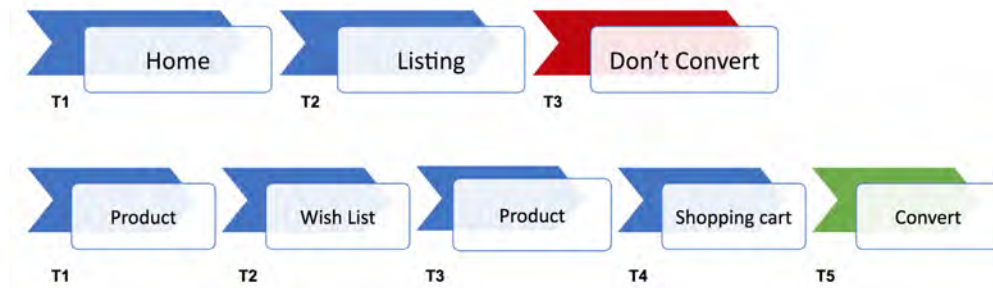 Home
Listing
Don't Convert
T1
T2
T3
Product
Wish List
Product
Shopping cart
Convert
T1
T2
T3
T4
T5